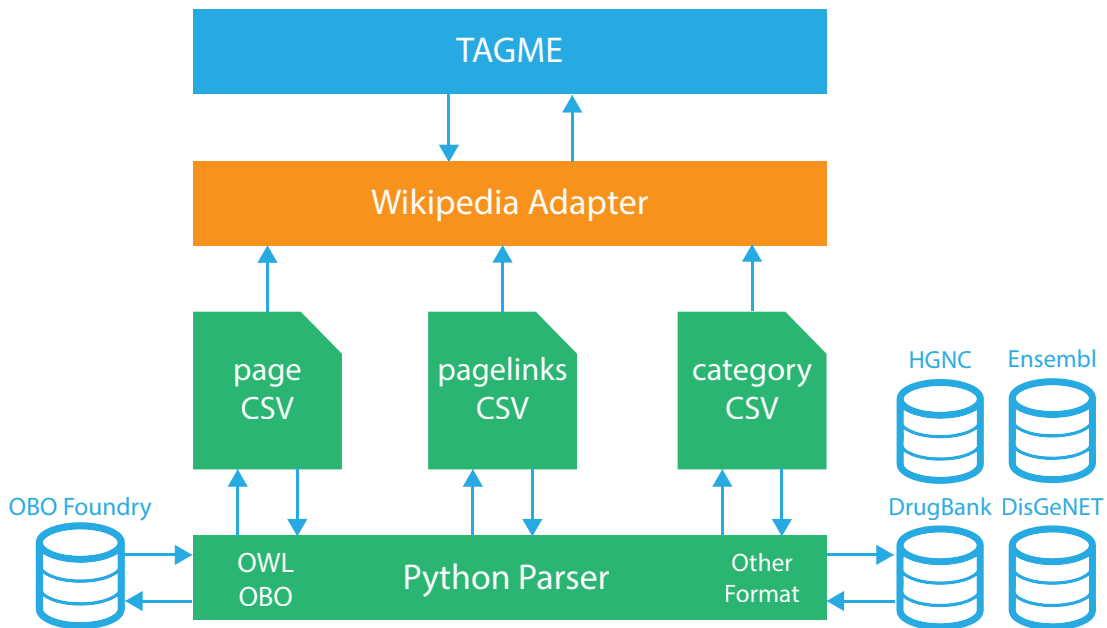 TAGME
Wikipedia Adapter
page
CSV
pagelinks
CSV
category
CSV
HGNC
Ensembl
OBO Foundry
DrugBank
DisGeNET
OWL
OBO
Python Parser
Other
Format